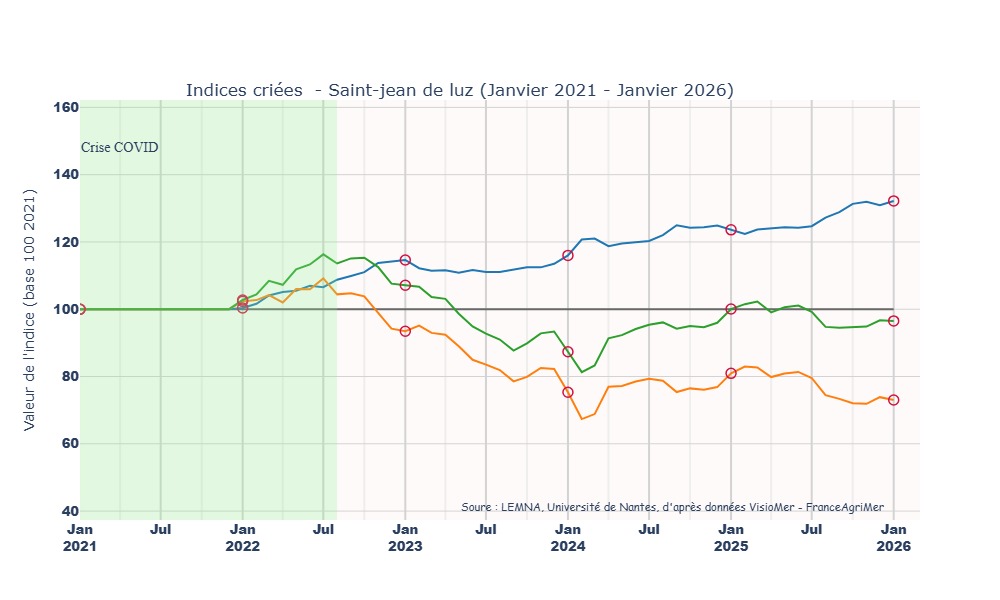 Indices criées  - Saint-jean de luz (Janvier 2021 - Janvier 2026)
Valeur de l'indice (base 100 2021)
160
140
120
100
80
60
40
Crise COVID
Soure : LEMNA, Université de Nantes, d'après données VisioMer - FranceAgriMer
Jan
2021
Jul
Jan
2022
Jul
Jan
2023
Jul
Jan
2024
Jul
Jan
2025
Jul
Jan
2026